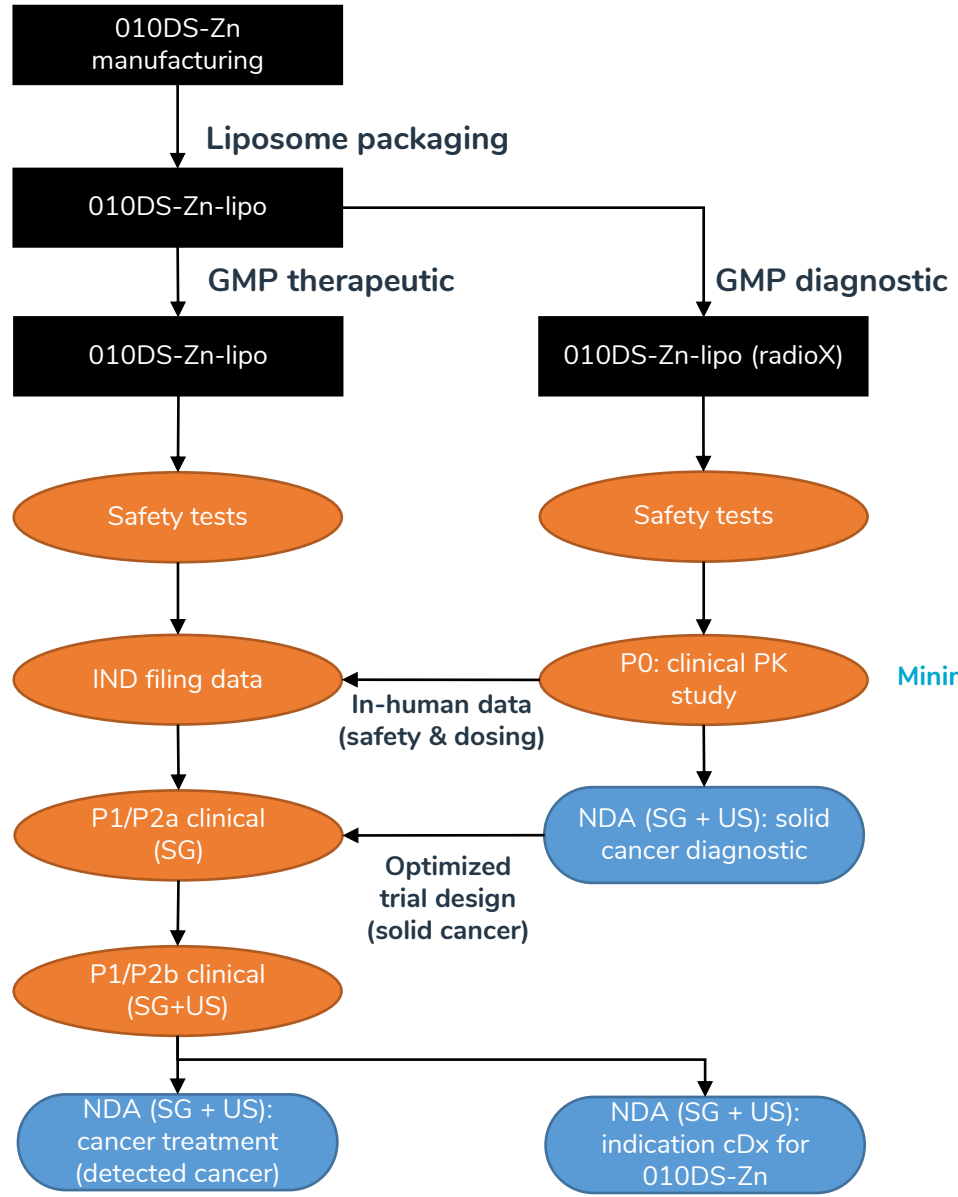 010DS-Zn
manufacturing
Liposome packaging
010DS-Zn-lipo
GMP therapeutic
GMP diagnostic
010DS-Zn-lipo
010DS-Zn-lipo (radioX)
Safety tests
Safety tests
IND filing data
P0: clinical PK
study
In-human data
(safety & dosing)
P1/P2a clinical
(SG)
NDA (SG + US): solid
cancer diagnostic
Optimized
trial design
(solid cancer)
P1/P2b clinical
(SG+US)
NDA (SG + US):
cancer treatment
(detected cancer)
NDA (SG + US):
indication cDx for
010DS-Zn